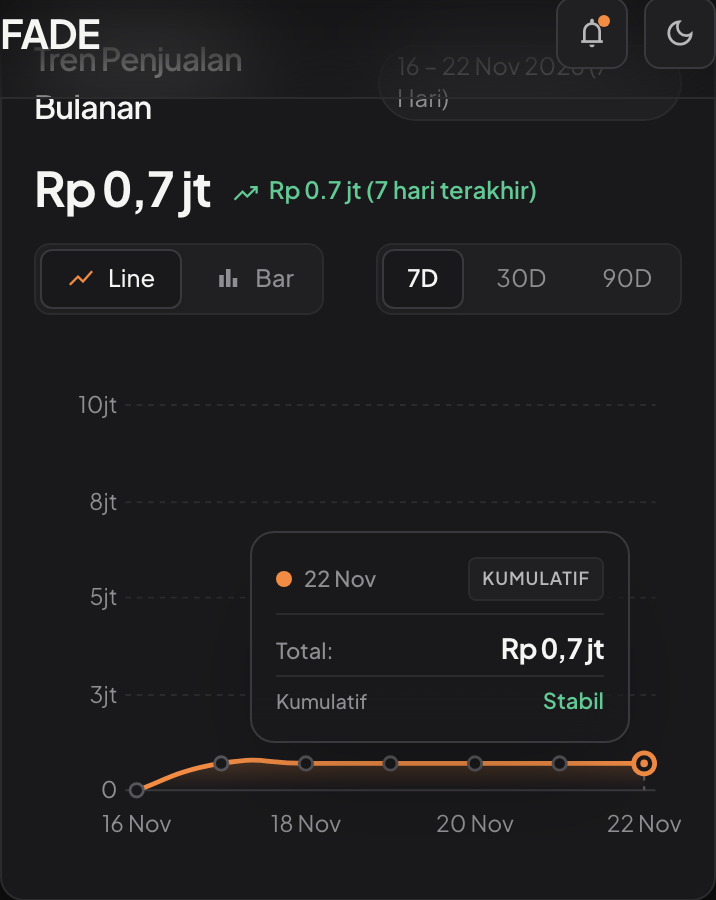 FADE
Tren Penjualan
Bulanan
16 – 22 Nov 2026 (7
Hari)
Rp 0,7 jt
Rp 0.7 jt (7 hari terakhir)
Line
Bar
7D
30D
90D
10jt
8jt
5jt
3jt
0
22 Nov
KUMULATIF
Total:
Rp 0,7 jt
Kumulatif
Stabil
16 Nov
18 Nov
20 Nov
22 Nov